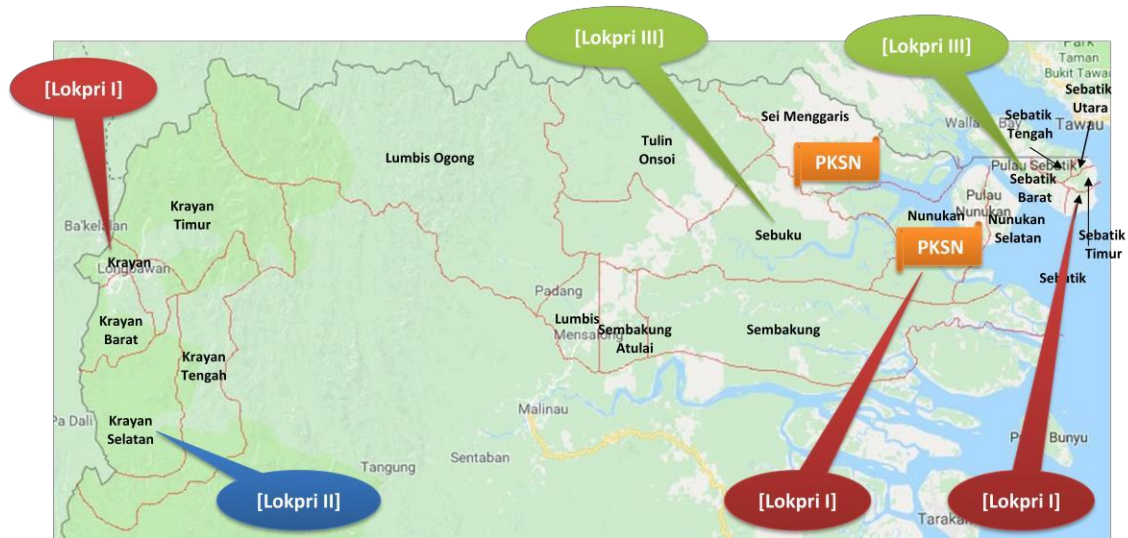 [Lokpri III]
[Lokpri III]
[Lokpri I]
Park
Taman
Bukit Tawau
Sebatik
Utara
Sei Menggaris
Sebatik
Tengah
Tawau
Tulin
Onsoi
Lumbis Ogong
PKSN
Pulau Sebatik
Sebatik
Barat
Krayan
Timur
Pulau
Nunukan
Nunukan
Nunukan
Selatan
Ba'kelalan
Sebuku
Sebatik
Timur
PKSN
Krayan
Longbawan
Sebatik
Padang
Krayan
Barat
Lumbis
Mensalong
Sembakung
Atulai
Sembakung
Krayan
Tengah
Malinau
Krayan
Selatan
Pa Dali
Bunyu
Sentaban
Tangung
[Lokpri II]
[Lokpri I]
[Lokpri I]
Tarakan